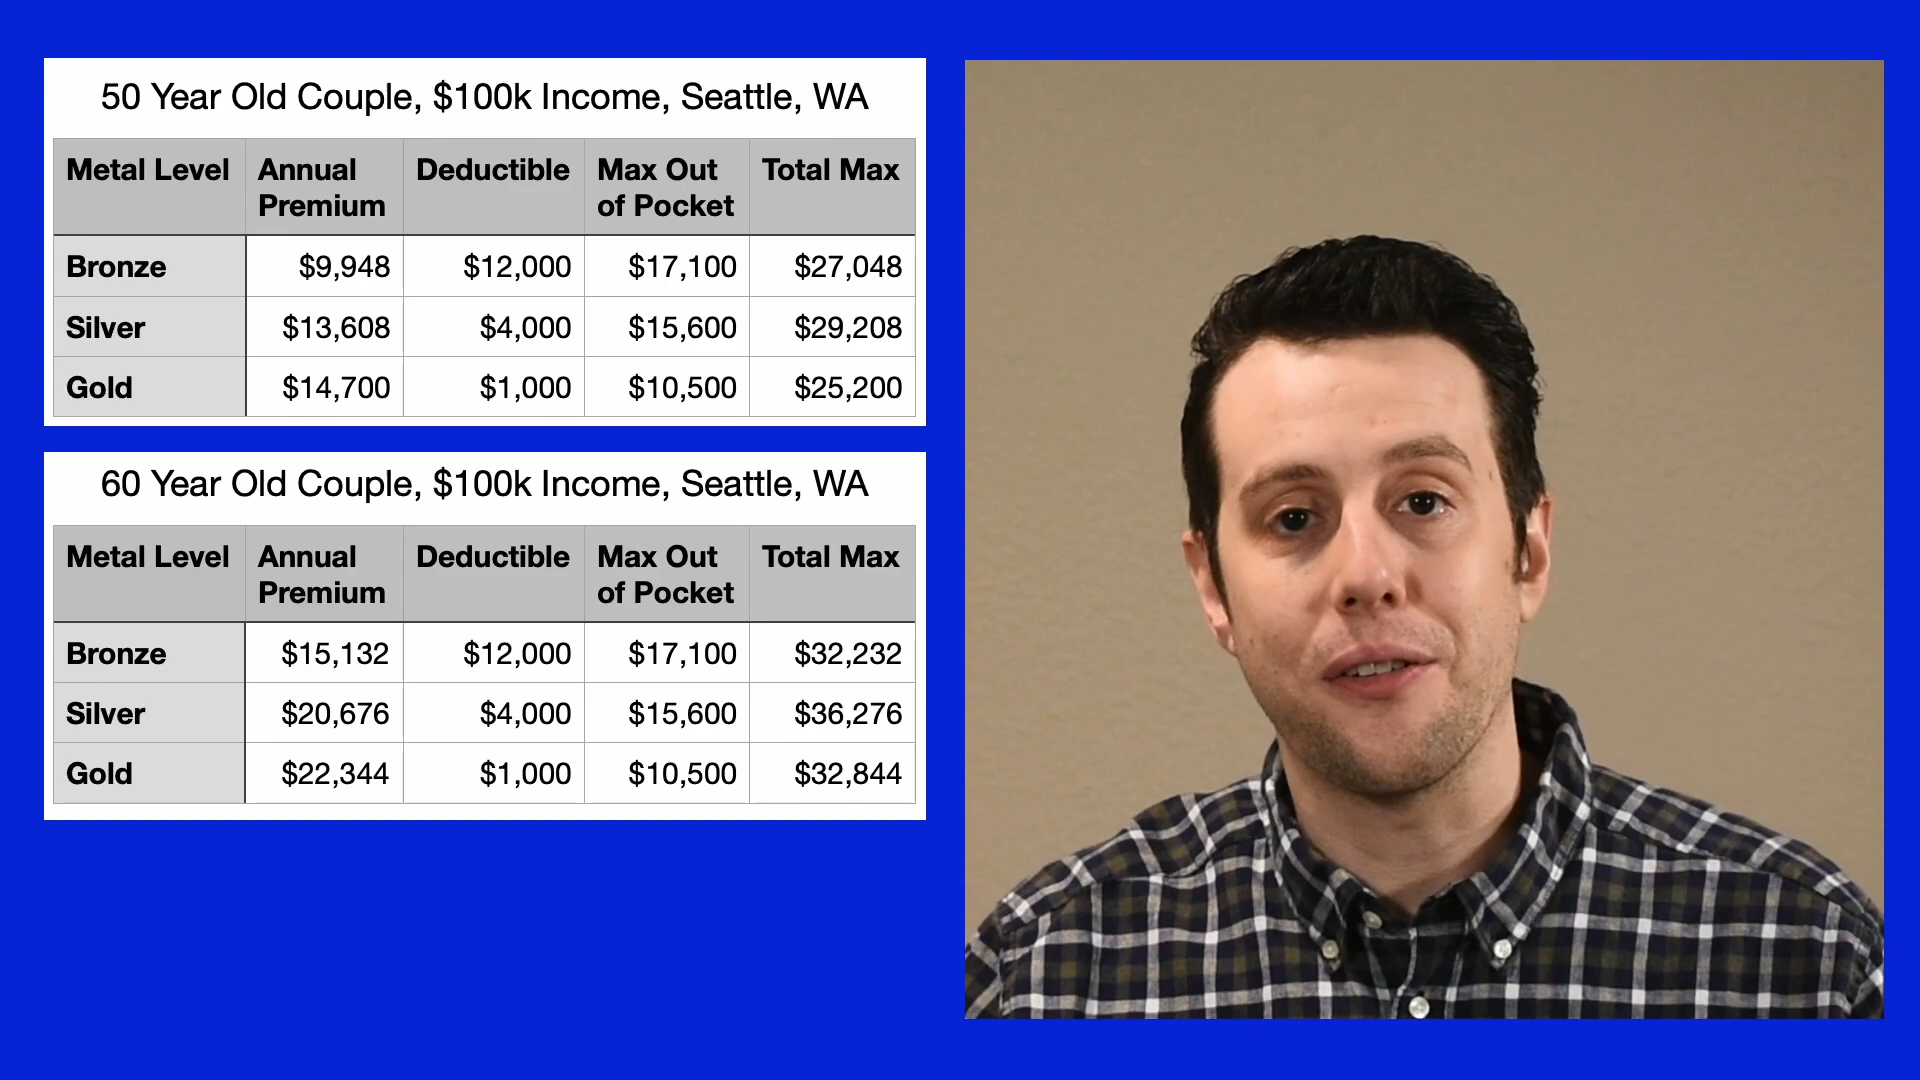 50 Year Old Couple, $100k Income, Seattle, WA
Metal Level Annual Premium Deductible Max Out of Pocket Total Max
Bronze $9,948 $12,000 $17,100 $27,048
Silver $13,608 $4,000 $15,600 $29,208
Gold $14,700 $1,000 $10,500 $25,200
60 Year Old Couple, $100k Income, Seattle, WA
Metal Level Annual Premium Deductible Max Out of Pocket Total Max
Bronze $15,132 $12,000 $17,100 $32,232
Silver $20,676 $4,000 $15,600 $36,276
Gold $22,344 $1,000 $10,500 $32,844